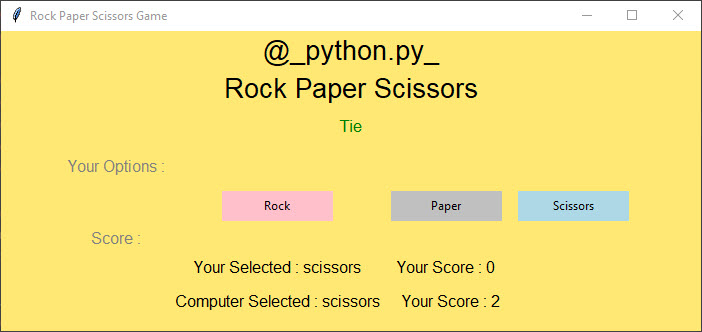 Rock Paper Scissors Game
@_python.py_
Rock Paper Scissors
Tie
Your Options :
Rock Paper Scissors
Score :
Your Selected : scissors Your Score : 0
Computer Selected : scissors Your Score : 2